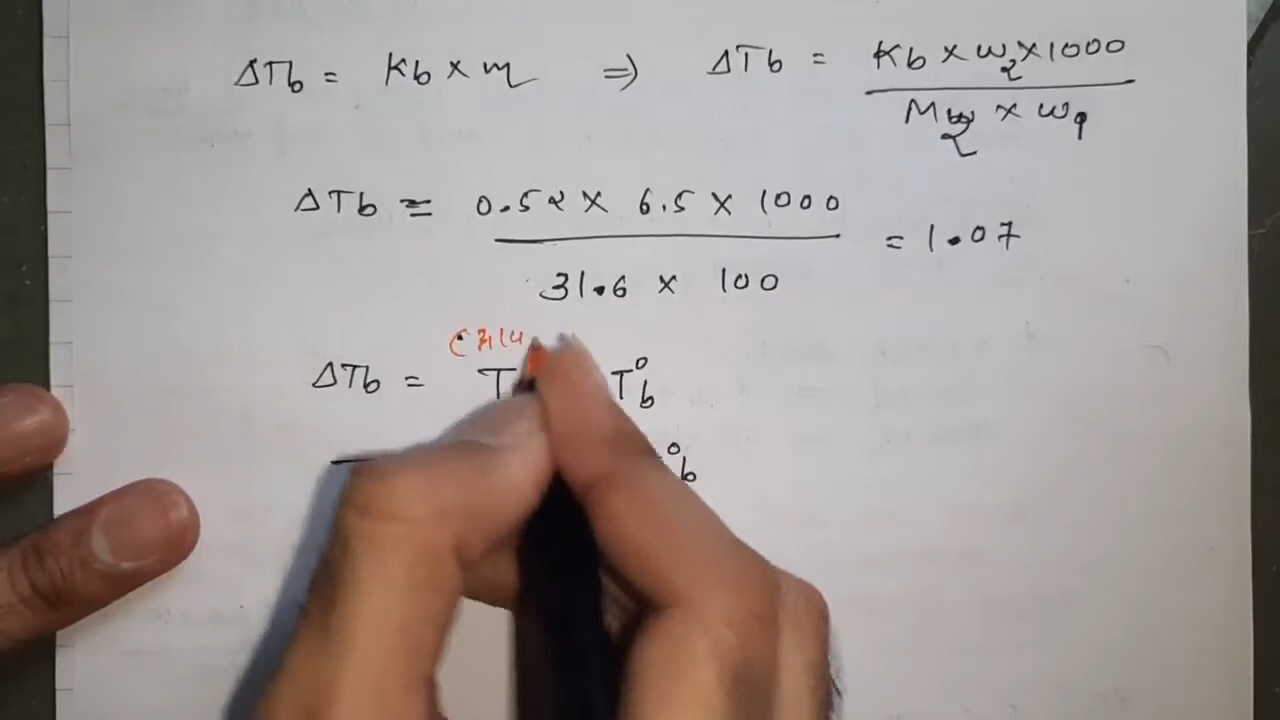 ΔTb = Kb × m ⇒ ΔTb = Kb × w2 × 1000 / Mw2 × w1
ΔTb = 0.52 × 6.5 × 1000 / 31.6 × 100 = 1.07
ΔTb = T T°b
°b